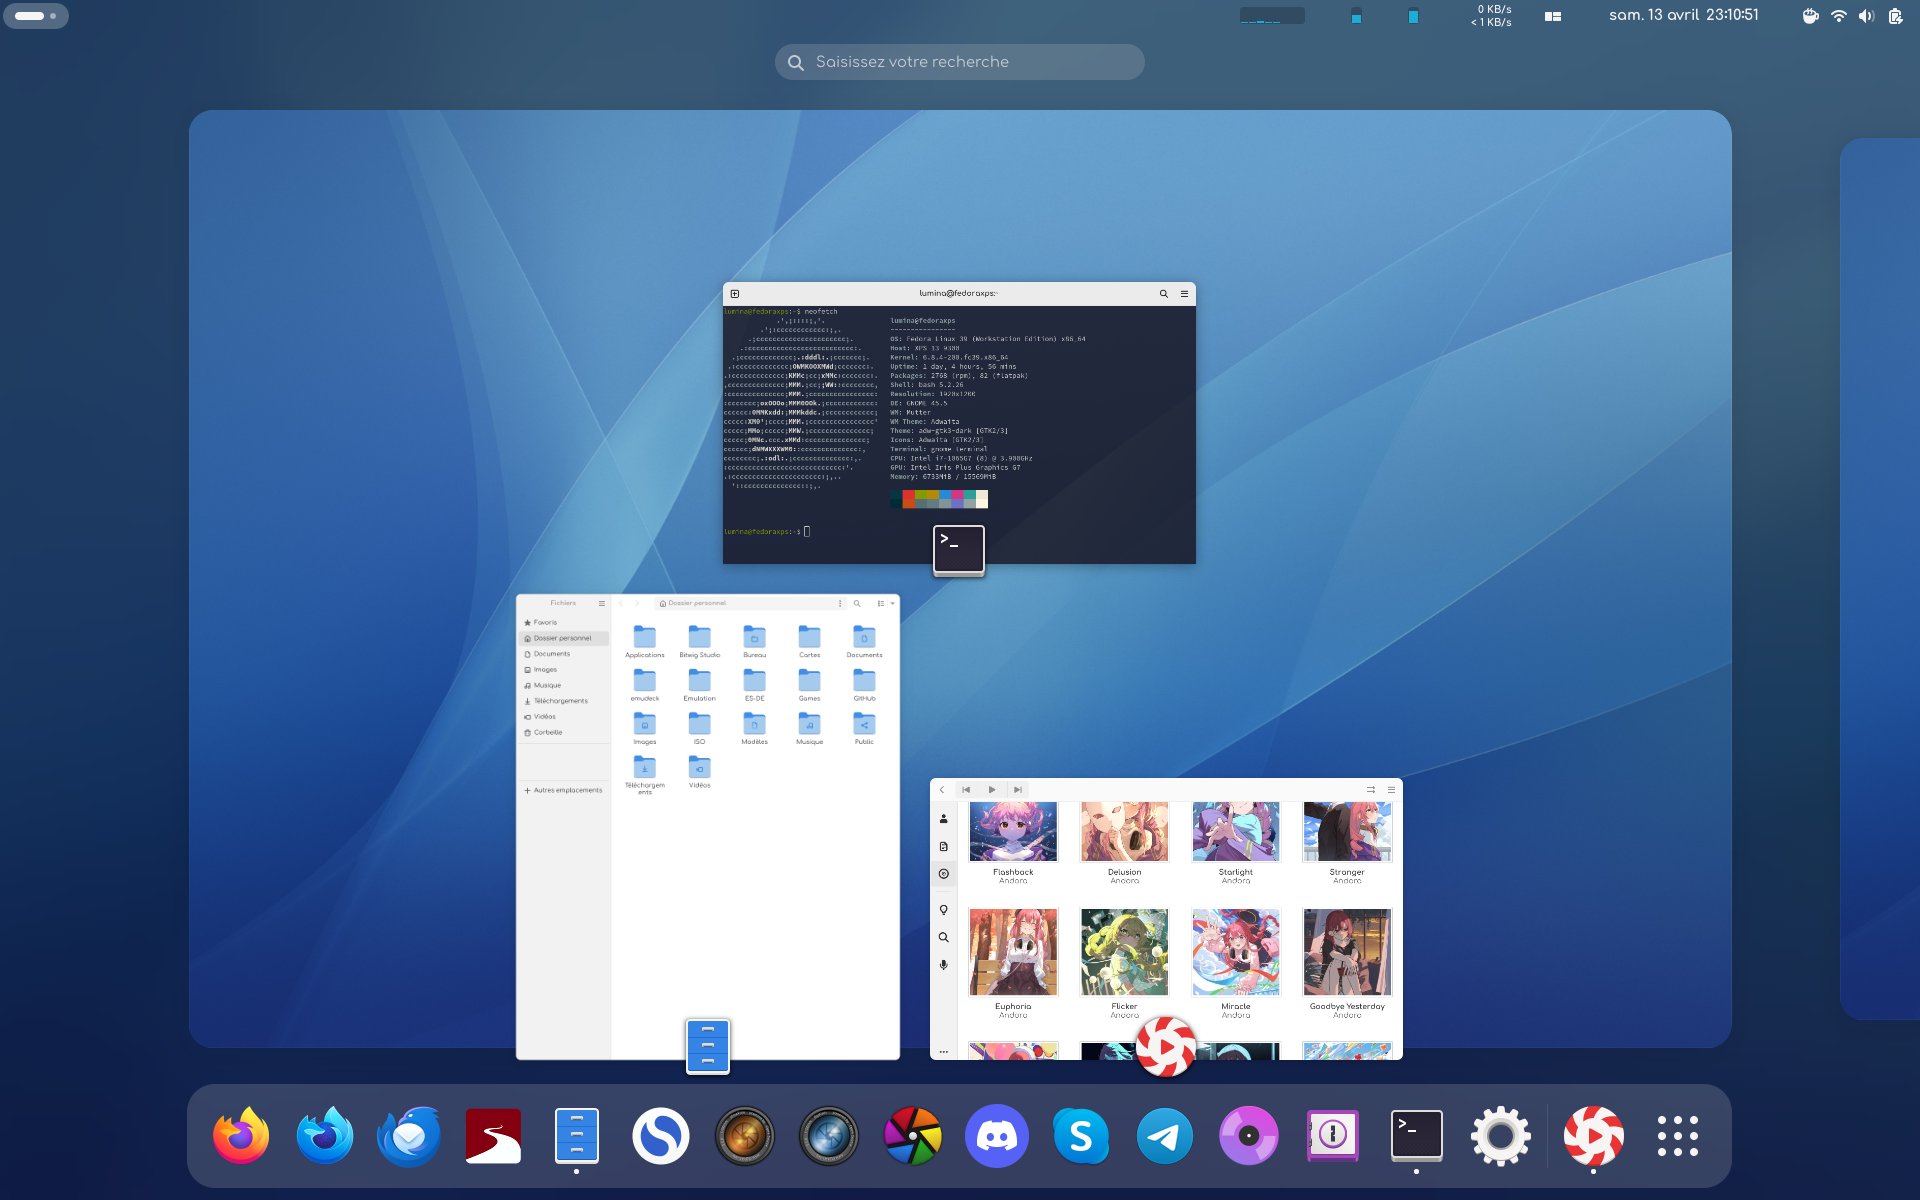 0 KB/s
< 1 KB/s
sam. 13 avril 23:10:51
Saisissez votre recherche
lumina@fedoraxps:~
lumina@fedoraxps:~$ neofetch
lumina@fedoraxps
----------------
OS: Fedora Linux 39 (Workstation Edition) x86_64
Host: XPS 13 9300
Kernel: 6.8.4-200.fc39.x86_64
Uptime: 1 day, 4 hours, 56 mins
Packages: 2768 (rpm), 82 (flatpak)
Shell: bash 5.2.26
Resolution: 1920x1200
DE: GNOME 45.5
WM: Mutter
WM Theme: Adwaita
Theme: adw-gtk3-dark [GTK2/3]
Icons: Adwaita [GTK2/3]
Terminal: gnome-terminal
CPU: Intel i7-1065G7 (8) @ 3.900GHz
GPU: Intel Iris Plus Graphics G7
Memory: 6733MiB / 15569MiB
lumina@fedoraxps:~$
Fichiers
Dossier personnel
Favoris
Dossier personnel
Documents
Images
Musique
Téléchargements
Vidéos
Corbeille
Autres emplacements
Applications
Bitwig Studio
Bureau
Cartes
Documents
emudeck
Emulation
ES-DE
Games
GitHub
Images
ISO
Modèles
Musique
Public
Téléchargem
ents
Vidéos
Flashback
Andora
Delusion
Andora
Starlight
Andora
Stranger
Andora
Euphoria
Andora
Flicker
Andora
Miracle
Andora
Goodbye Yesterday
Andora